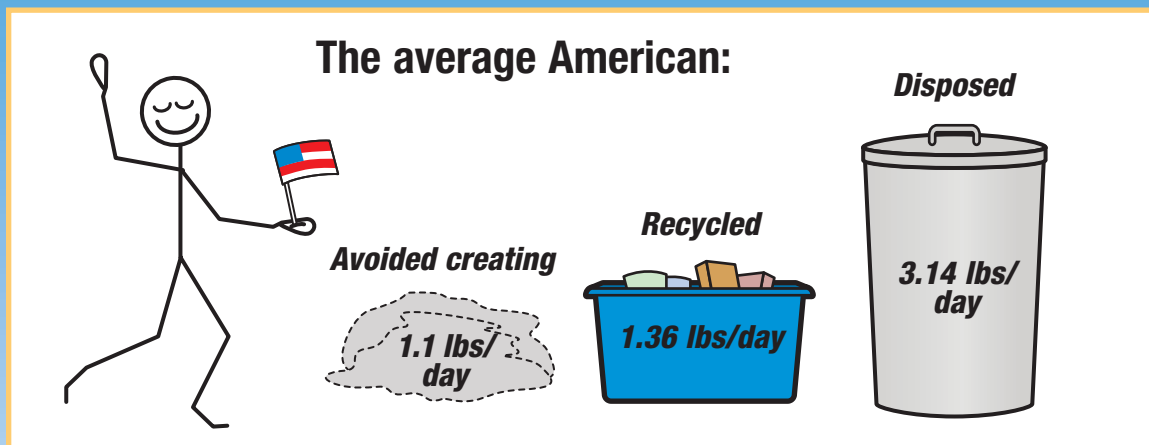 The average American:
Disposed
Recycled
Avoided creating
3.14 lbs/
day
1.36 lbs/day
1.1 lbs/
day